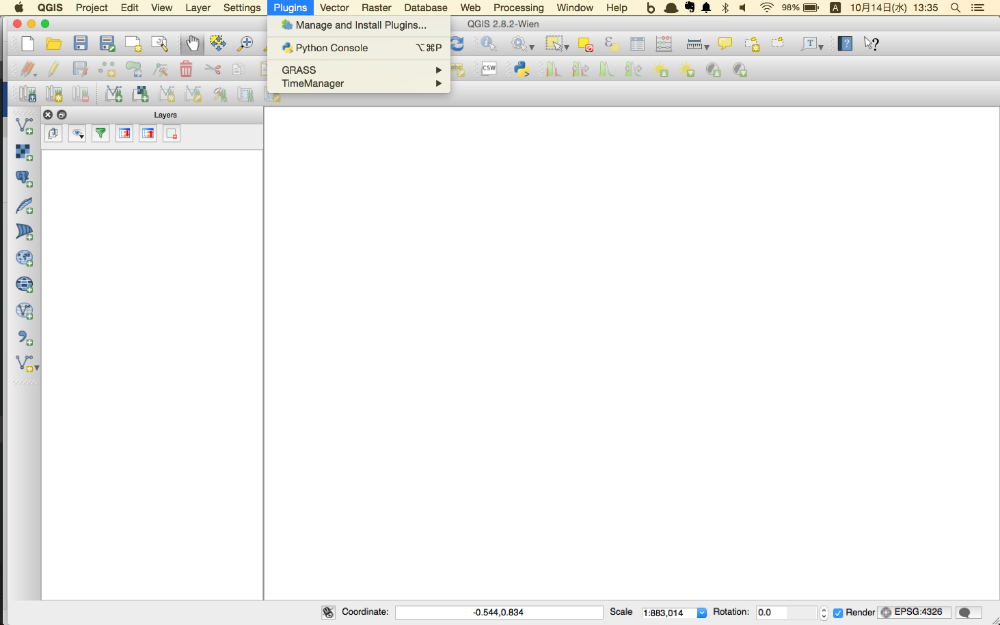 QGIS Project Edit View Layer Settings Plugins Vector Raster Database Web Processing Window Help 98% A 10月14日(水) 13:35
QGIS 2.8.2-Wien
Manage and Install Plugins...
Python Console ⌥⌘P
GRASS
TimeManager
abc
CSW
T
?
?
Layers
Coordinate: -0.544,0.834 Scale 1:883,014 Rotation: 0.0 Render EPSG:4326